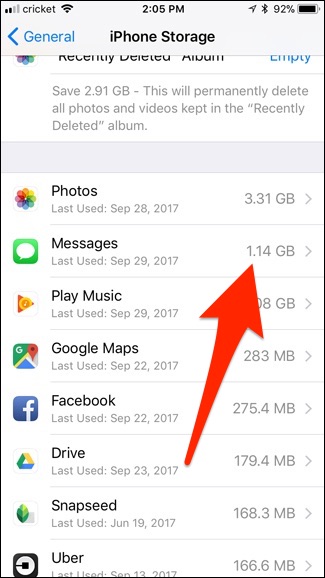 cricket 2:05 PM 92%
General iPhone Storage
"Recently Deleted" Album Empty
Save 2.91 GB - This will permanently delete
all photos and videos kept in the “Recently
Deleted” album.
Photos 3.31 GB
Last Used: Sep 28, 2017
Messages 1.14 GB
Last Used: Sep 29, 2017
Play Music 08 GB
Last Used: Sep 29, 2017
Google Maps 283 MB
Last Used: Sep 22, 2017
Facebook 275.4 MB
Last Used: Sep 22, 2017
Drive 179.4 MB
Last Used: Sep 23, 2017
Snapseed 168.3 MB
Last Used: Jun 19, 2017
Uber 166.6 MB
Last Used: Sep 13, 2017